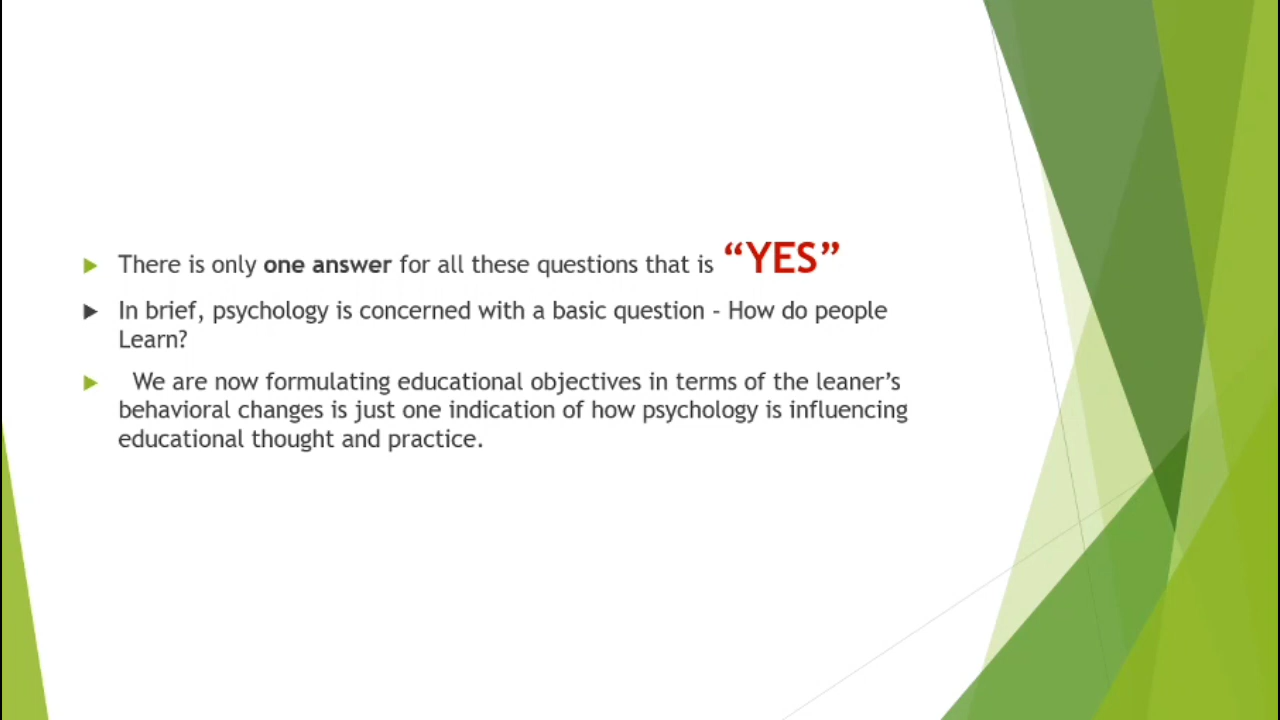 There is only one answer for all these questions that is “YES”
In brief, psychology is concerned with a basic question - How do people
Learn?
We are now formulating educational objectives in terms of the leaner’s
behavioral changes is just one indication of how psychology is influencing
educational thought and practice.